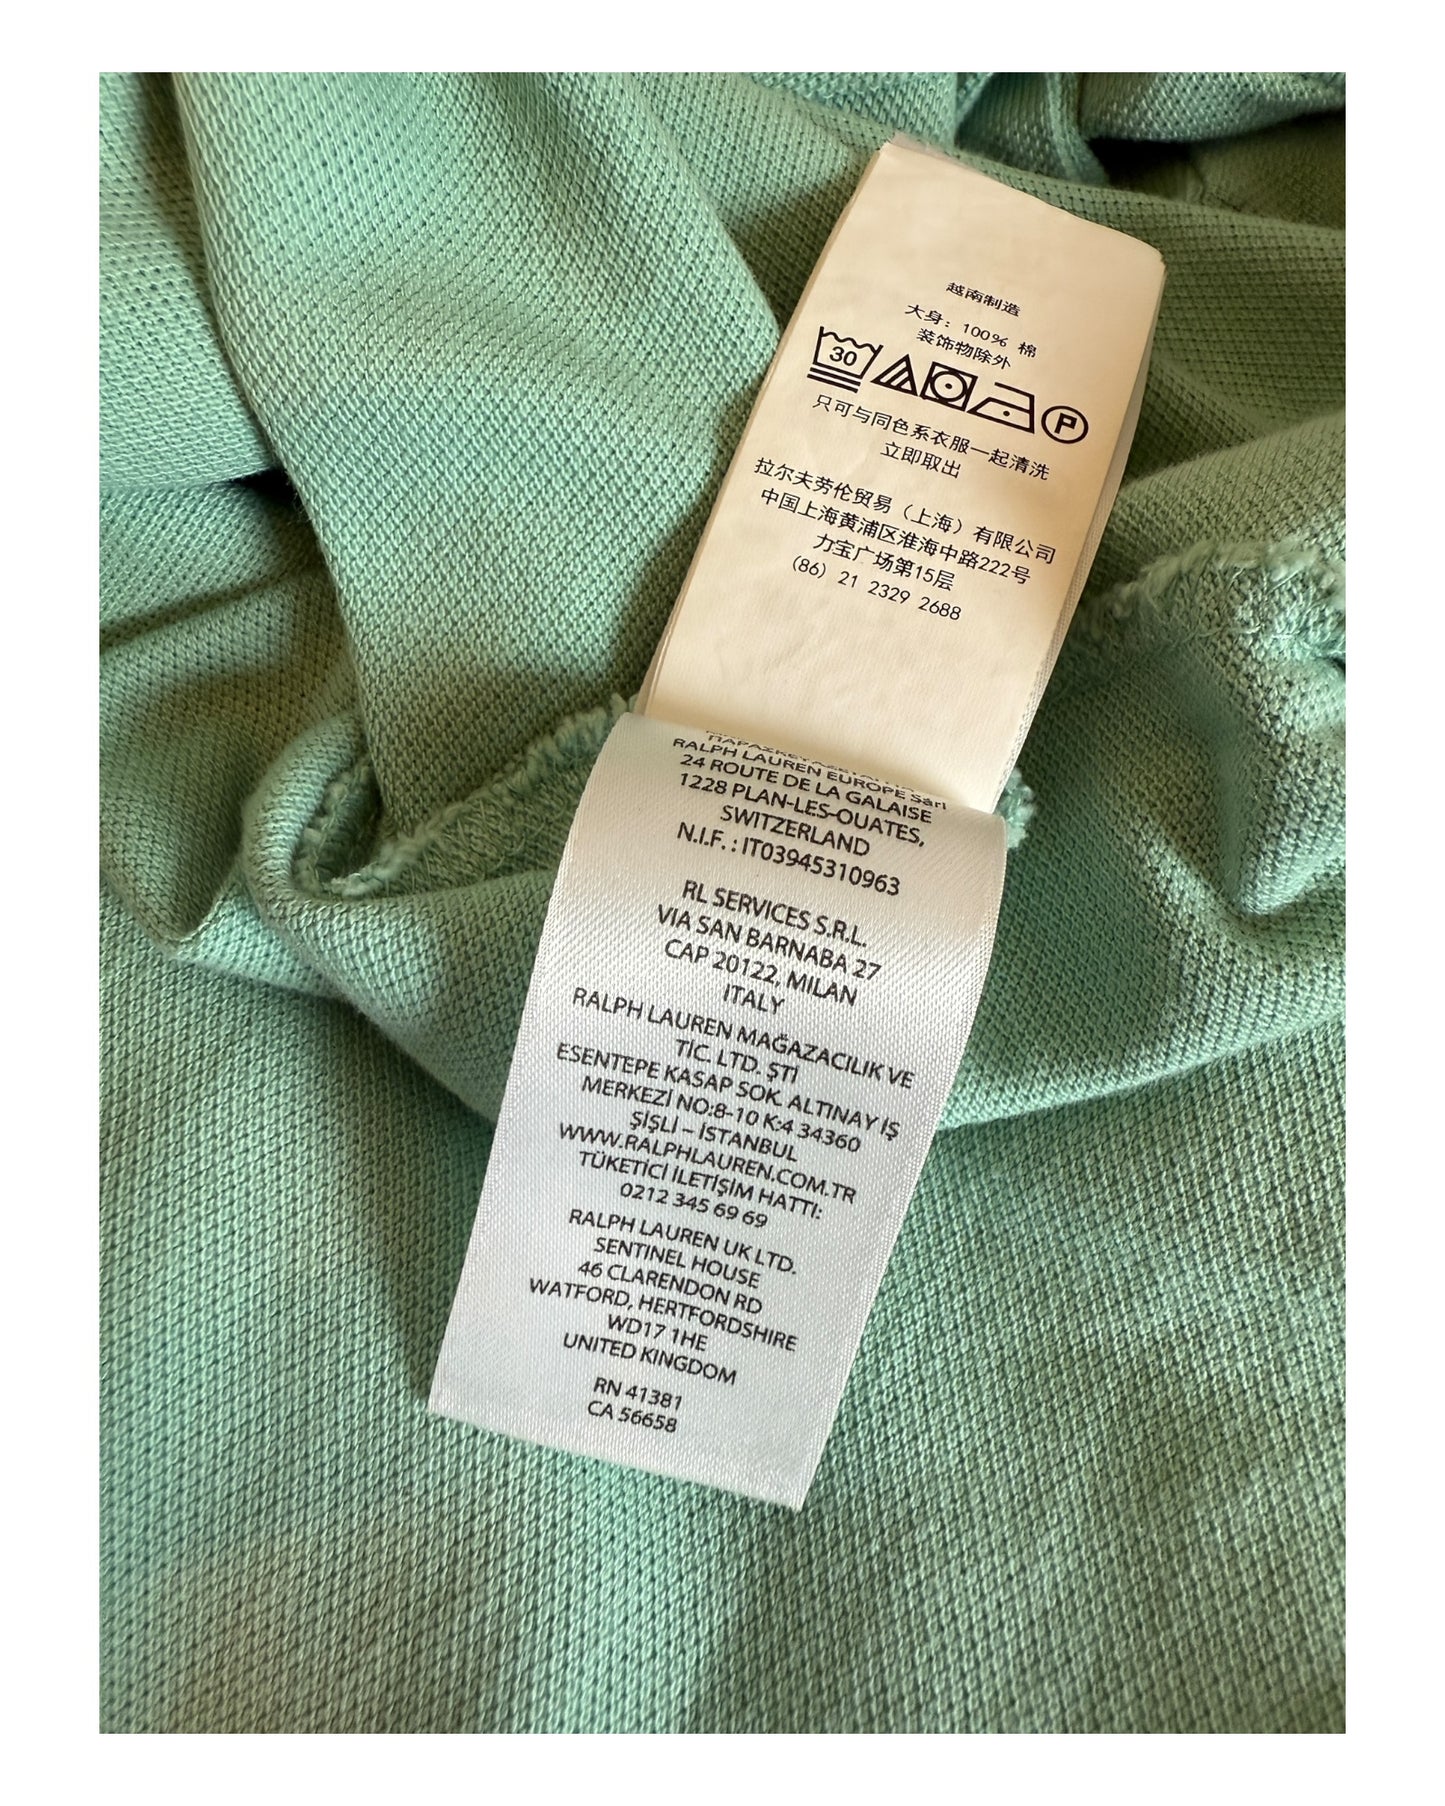 越南制造
大身: 100% 棉
装饰物除外
30 P
只可与同色系衣服一起清洗
立即取出
拉尔夫劳伦贸易（上海）有限公司
中国上海黄浦区淮海中路222号
力宝广场第15层
(86) 21 2329 2688
RALPH LAUREN EUROPE Sàrl
24 ROUTE DE LA GALAISE
1228 PLAN-LES-OUATES,
SWITZERLAND
N.I.F. : IT03945310963
RL SERVICES S.R.L.
VIA SAN BARNABA 27
CAP 20122, MILAN
ITALY
RALPH LAUREN MAĞAZACILIK VE
TİC. LTD. ŞTİ
ESENTEPE KASAP SOK. ALTINAY İŞ
MERKEZİ NO:8-10 K:4 34360
ŞİŞLİ – İSTANBUL
WWW.RALPHLAUREN.COM.TR
TÜKETİCİ İLETİŞİM HATTI:
0212 345 69 69
RALPH LAUREN UK LTD.
SENTINEL HOUSE
46 CLARENDON RD
WATFORD, HERTFORDSHIRE
WD17 1HE
UNITED KINGDOM
RN 41381
CA 56658